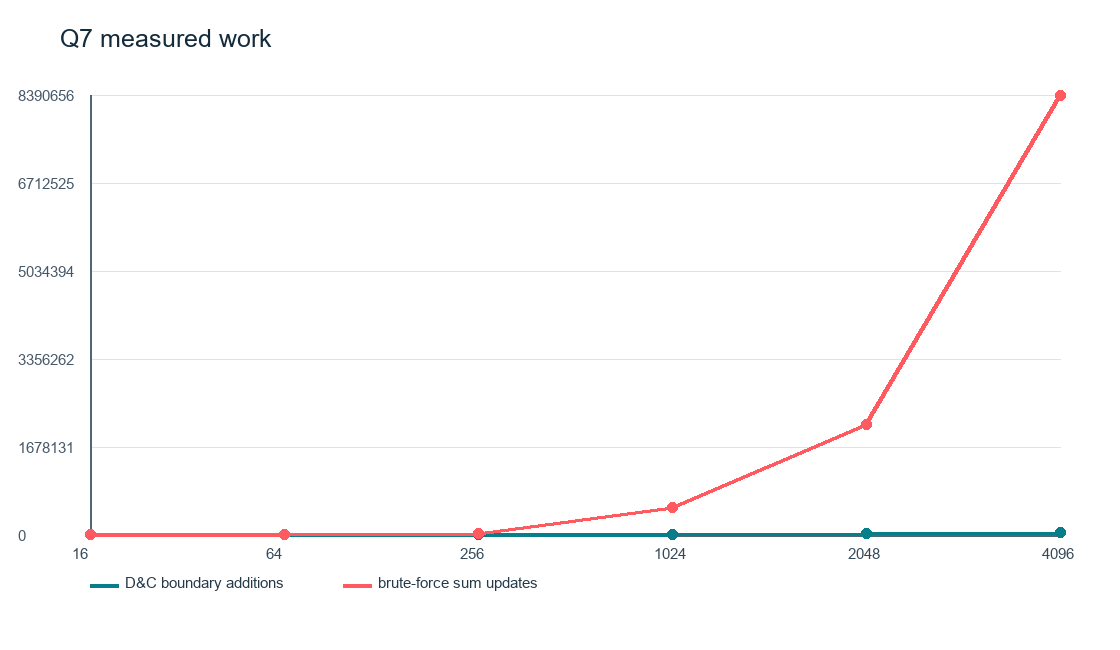 Q7 measured work
8390656
6712525
5034394
3356262
1678131
0
16 64 256 1024 2048 4096
D&C boundary additions brute-force sum updates